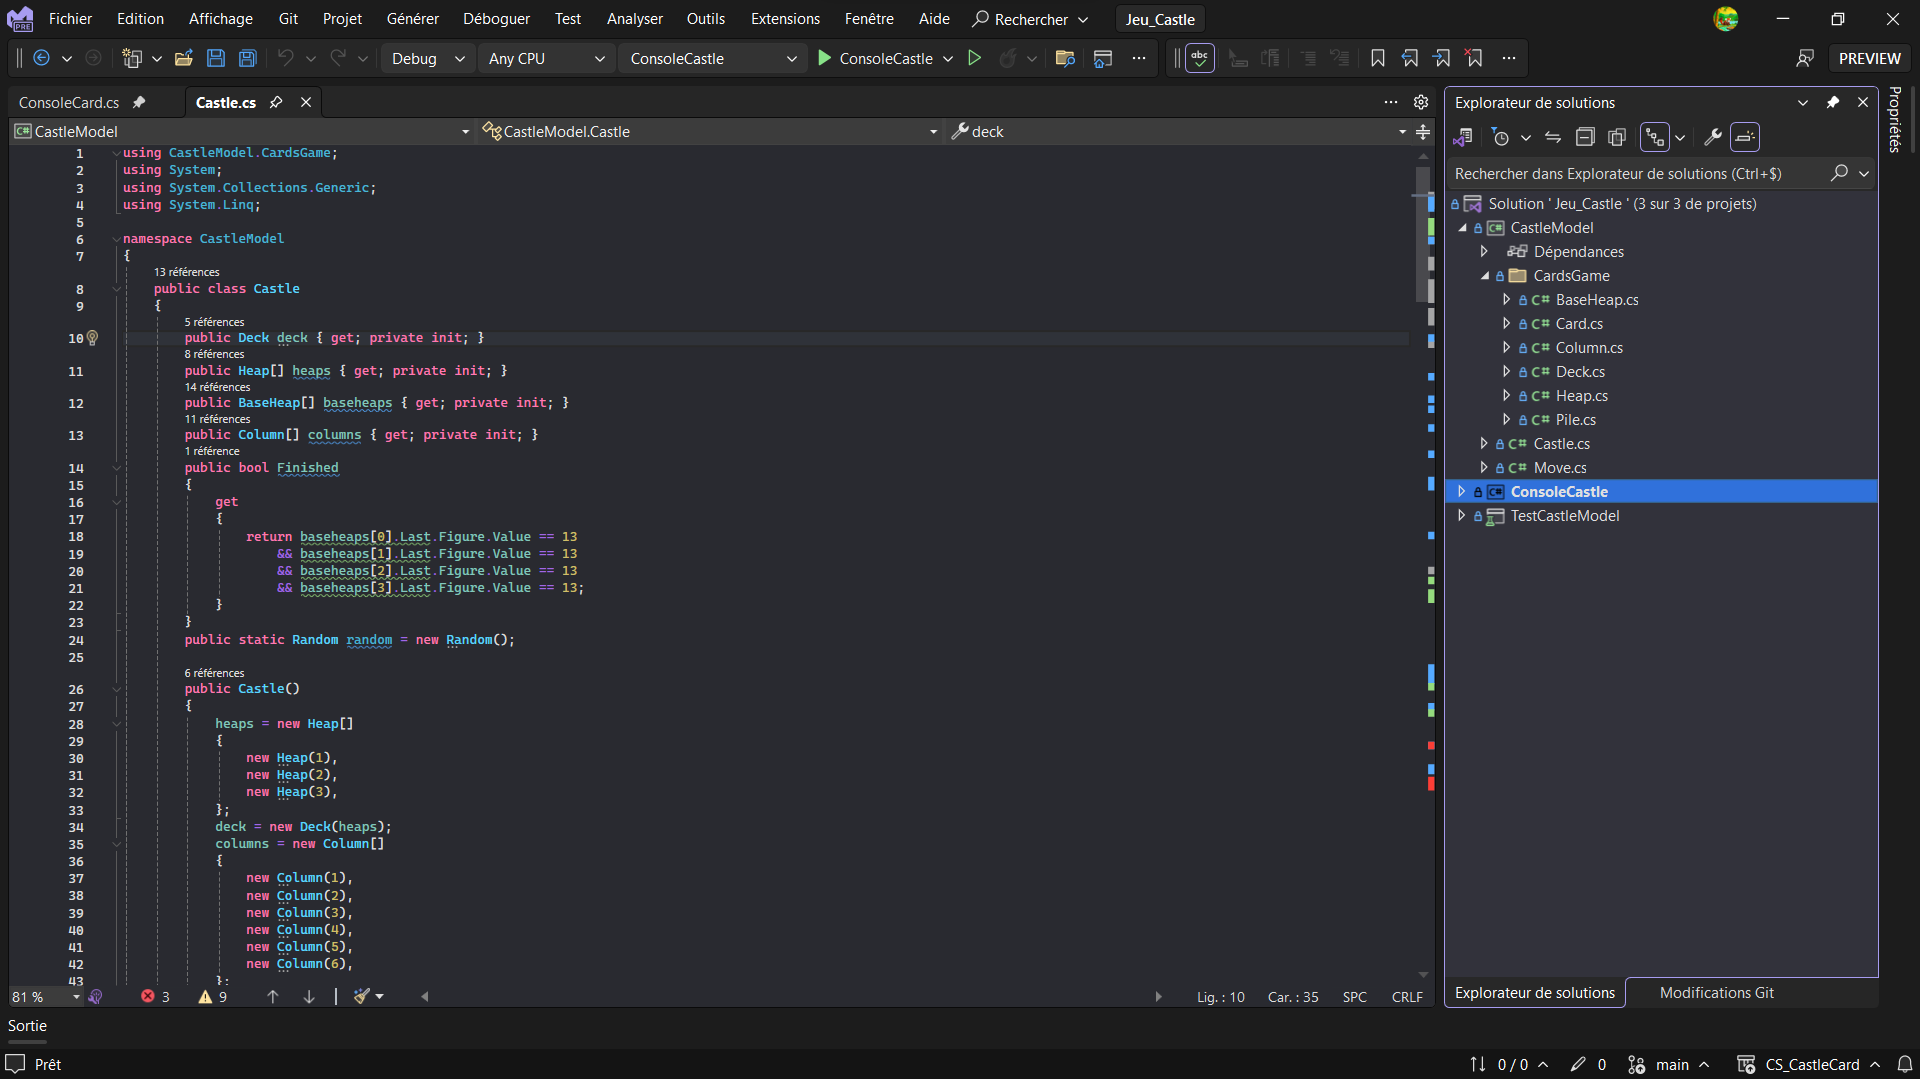 Fichier Edition Affichage Git Projet Générer Déboguer Test Analyser Outils Extensions Fenêtre Aide Rechercher Jeu_Castle
Debug Any CPU ConsoleCastle ConsoleCastle abc PREVIEW
ConsoleCard.cs Castle.cs
CastleModel CastleModel.Castle deck
1 using CastleModel.CardsGame;
2 using System;
3 using System.Collections.Generic;
4 using System.Linq;
5
6 namespace CastleModel
7 {
13 références
8 public class Castle
9 {
5 références
10 public Deck deck { get; private init; }
8 références
11 public Heap[] heaps { get; private init; }
14 références
12 public BaseHeap[] baseheaps { get; private init; }
11 références
13 public Column[] columns { get; private init; }
1 référence
14 public bool Finished
15 {
16 get
17 {
18 return baseheaps[0].Last.Figure.Value == 13
19 && baseheaps[1].Last.Figure.Value == 13
20 && baseheaps[2].Last.Figure.Value == 13
21 && baseheaps[3].Last.Figure.Value == 13;
22 }
23 }
24 public static Random random = new Random();
25
6 références
26 public Castle()
27 {
28 heaps = new Heap[]
29 {
30 new Heap(1),
31 new Heap(2),
32 new Heap(3),
33 };
34 deck = new Deck(heaps);
35 columns = new Column[]
36 {
37 new Column(1),
38 new Column(2),
39 new Column(3),
40 new Column(4),
41 new Column(5),
42 new Column(6),
43 };
81 % 3 9 Lig. : 10 Car. : 35 SPC CRLF
Explorateur de solutions
Propriétés
Rechercher dans Explorateur de solutions (Ctrl+$)
Solution ' Jeu_Castle ' (3 sur 3 de projets)
CastleModel
Dépendances
CardsGame
C# BaseHeap.cs
C# Card.cs
C# Column.cs
C# Deck.cs
C# Heap.cs
C# Pile.cs
C# Castle.cs
C# Move.cs
ConsoleCastle
TestCastleModel
Explorateur de solutions Modifications Git
Sortie
Prêt 0 / 0 0 main CS_CastleCard